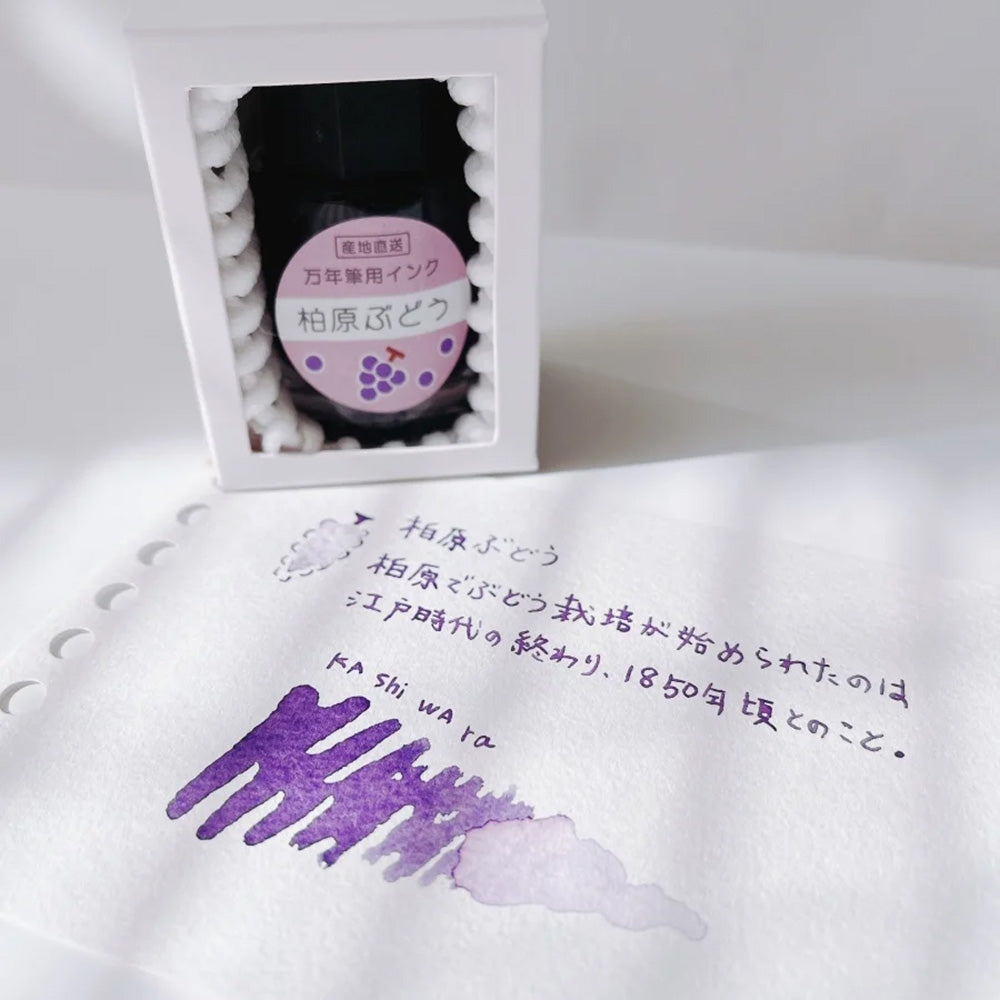 産地直送
万年筆用インク
柏原ぶどう
柏原ぶどう
柏原でぶどう栽培が始められたのは
江戸時代の終わり、1850年頃とのこと。
KA Shi WA ra